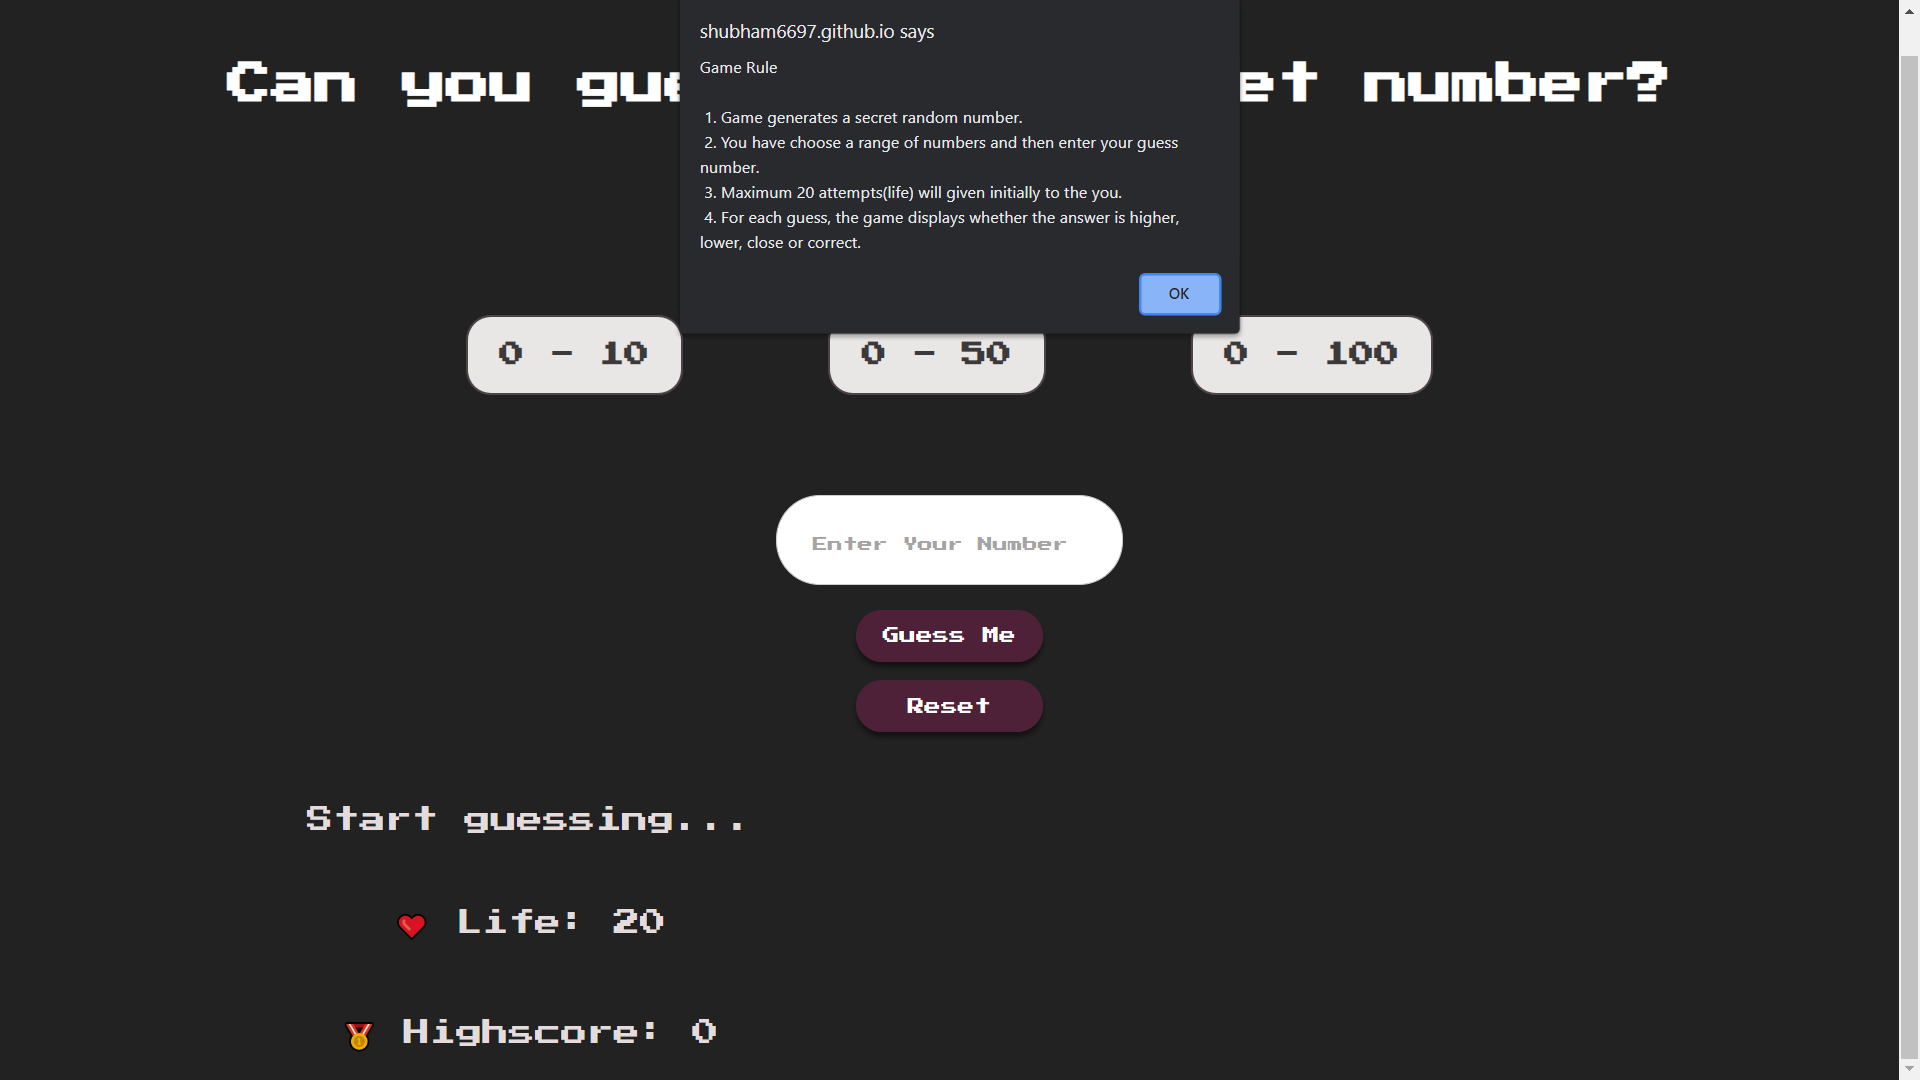 shubham6697.github.io says
Game Rule
1. Game generates a secret random number.
2. You have choose a range of numbers and then enter your guess
number.
3. Maximum 20 attempts(life) will given initially to the you.
4. For each guess, the game displays whether the answer is higher,
lower, close or correct.
OK
Can you number?
0 - 10
0 - 50
0 - 100
Enter Your Number
Guess Me
Reset
Start guessing...
Life: 20
Highscore: 0